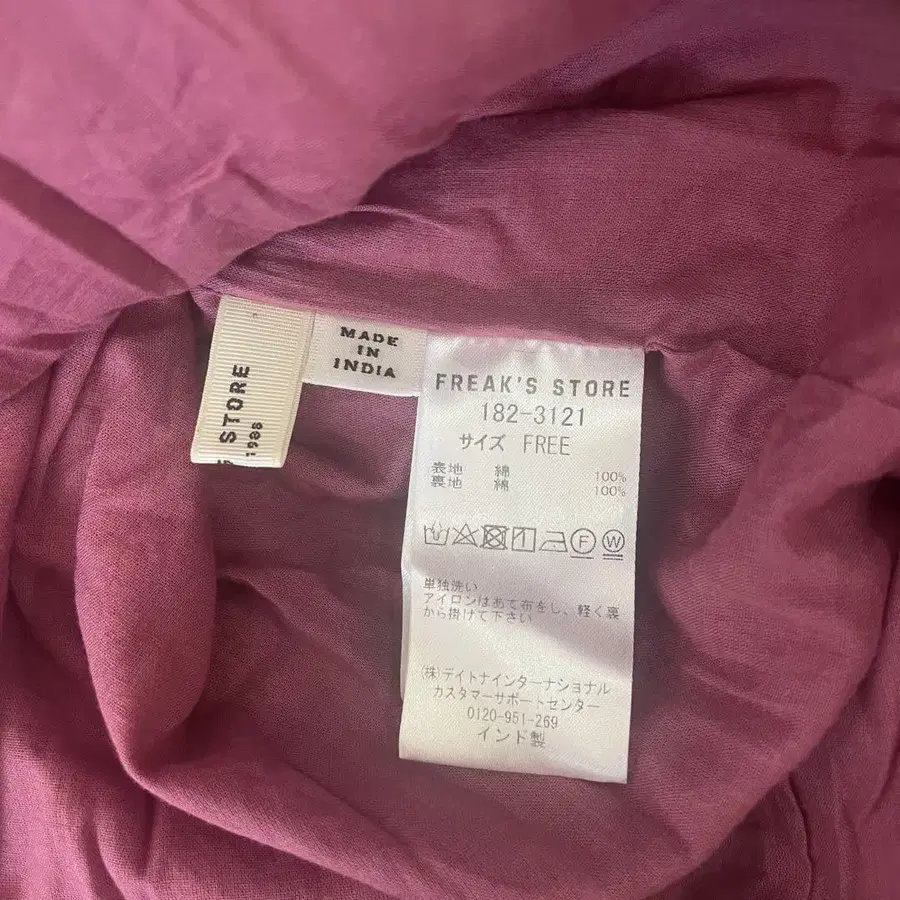 STORE
1986
MADE
IN
INDIA
FREAK'S STORE
182-3121
サイズ FREE
表地 綿 100%
裏地 綿 100%
F W
単独洗い
アイロンはあて布をし、軽く裏
から掛けて下さい
(株)デイトナインターナショナル
カスタマーサポートセンター
0120-951-269
インド製